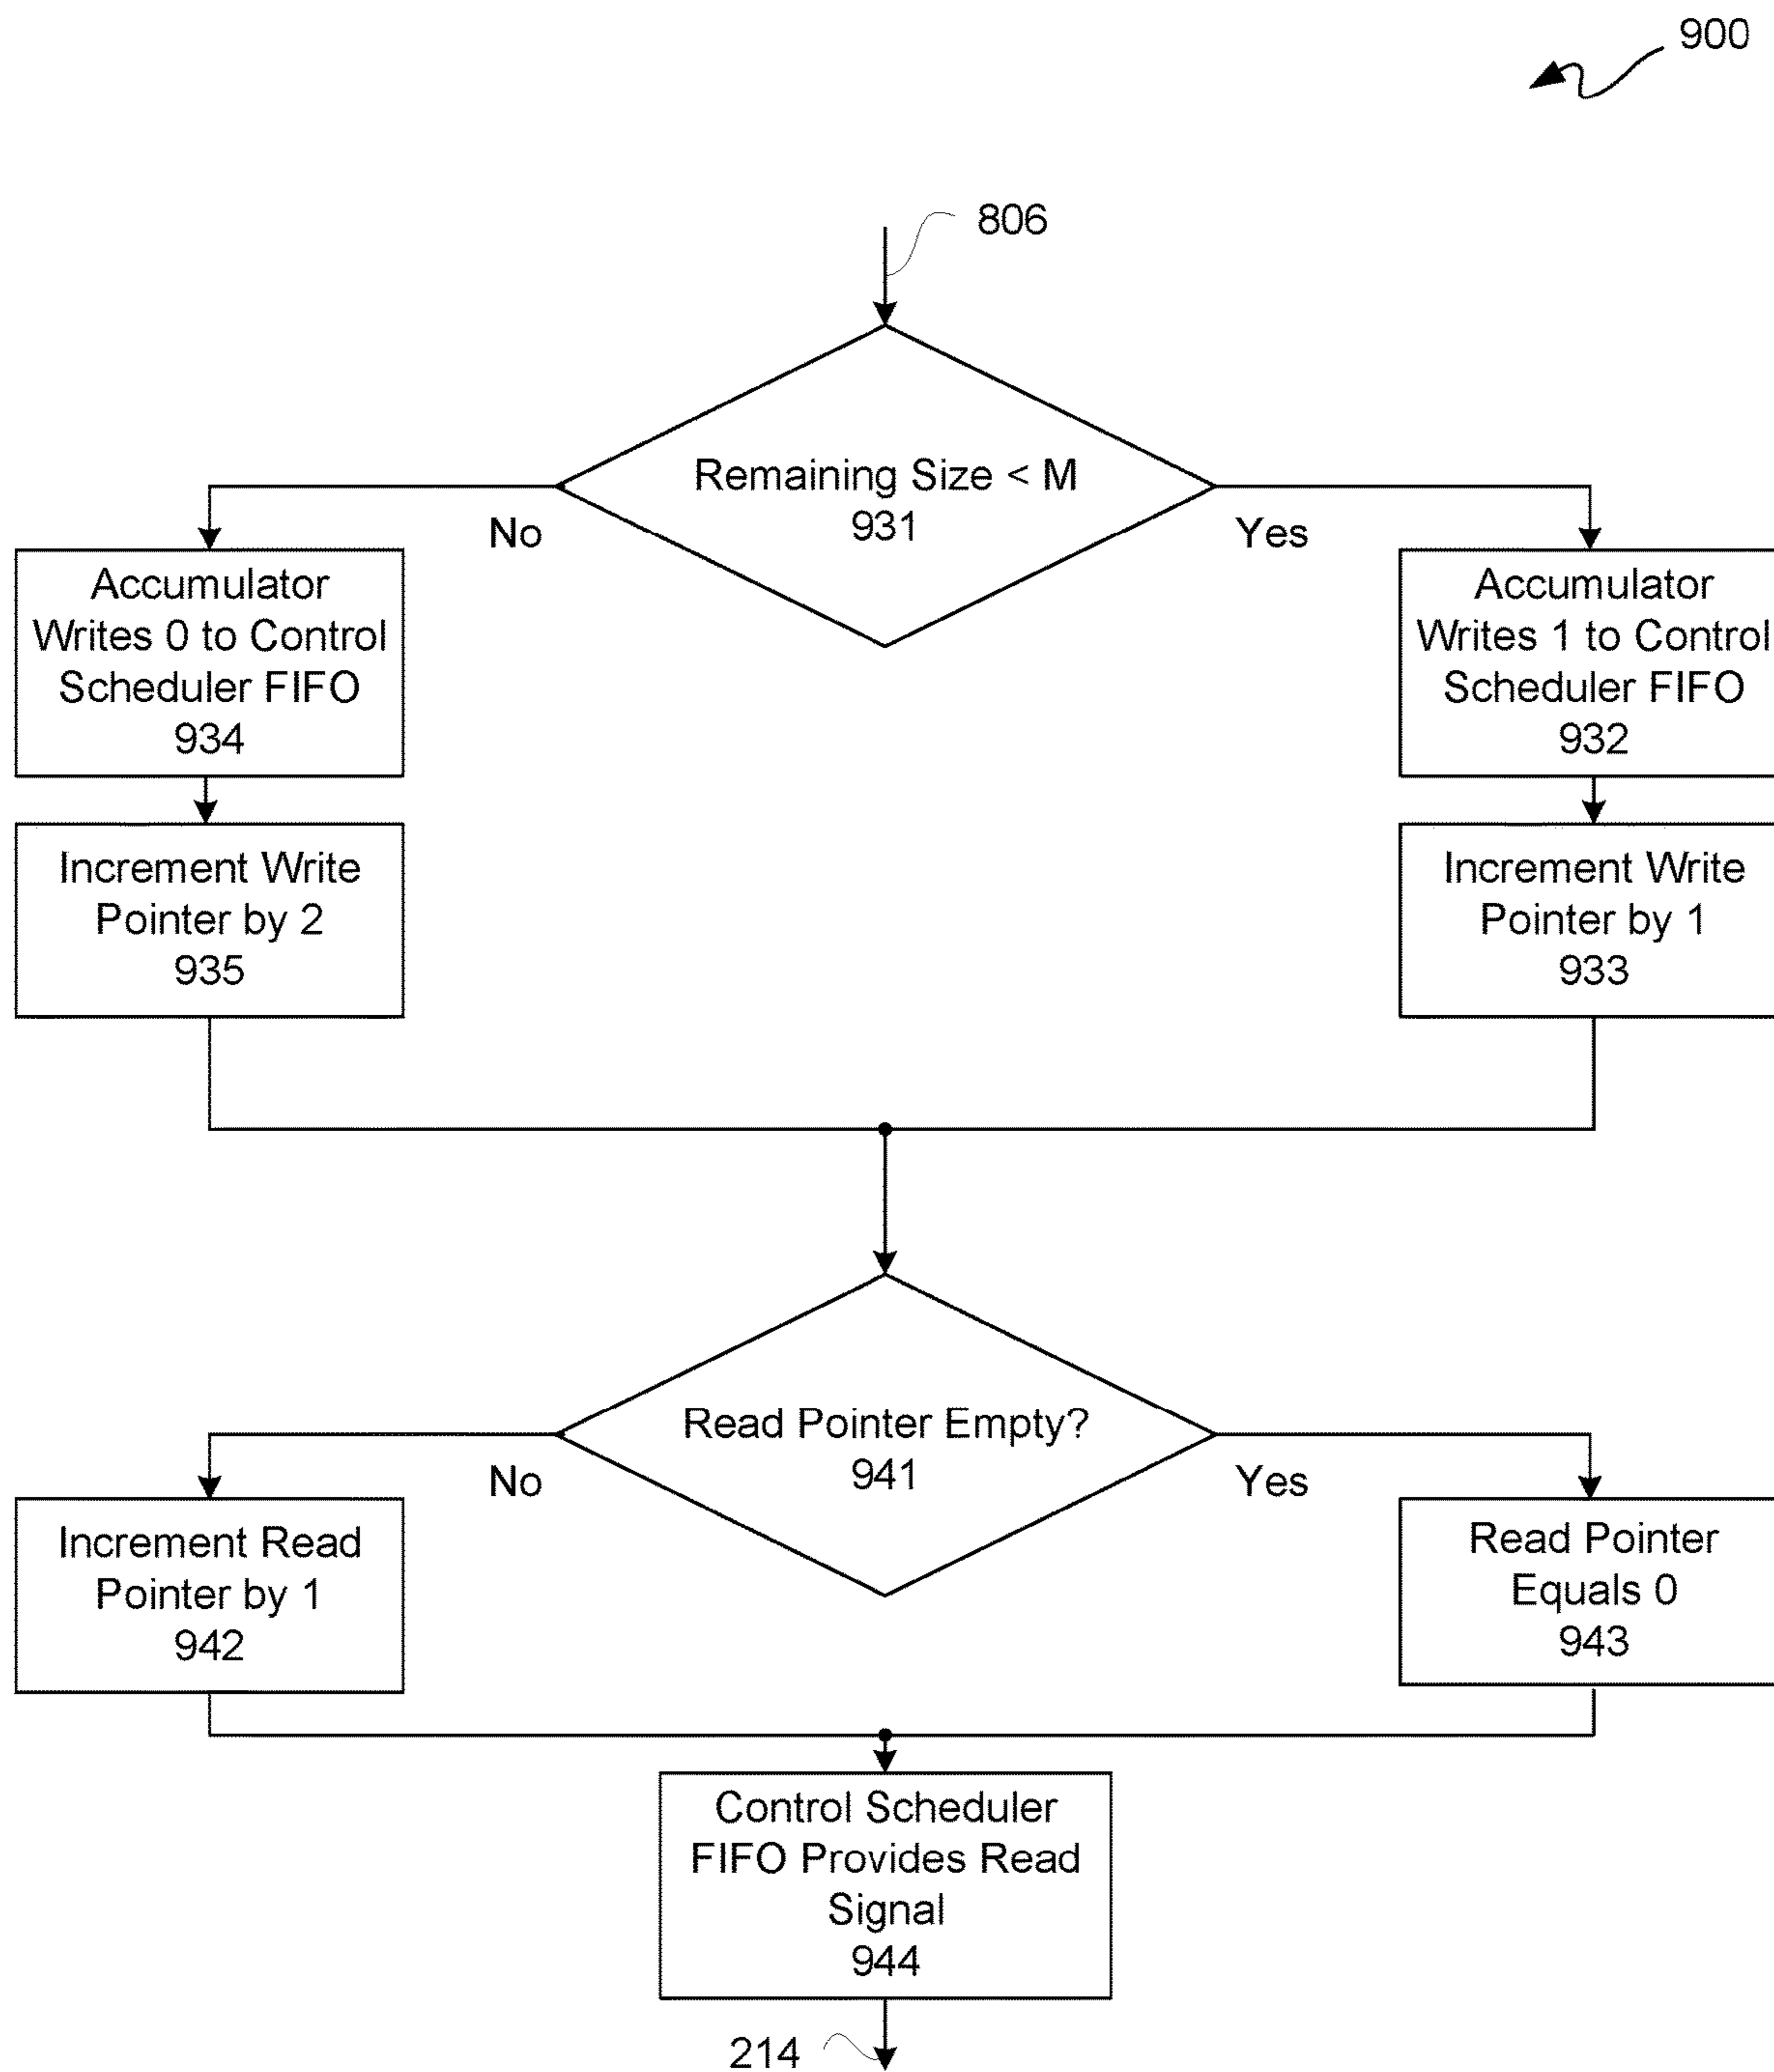 900
806
Remaining Size < M
931
No
Yes
Accumulator
Writes 0 to Control
Scheduler FIFO
934
Accumulator
Writes 1 to Control
Scheduler FIFO
932
Increment Write
Pointer by 2
935
Increment Write
Pointer by 1
933
Read Pointer Empty?
941
No
Yes
Increment Read
Pointer by 1
942
Read Pointer
Equals 0
943
Control Scheduler
FIFO Provides Read
Signal
944
214